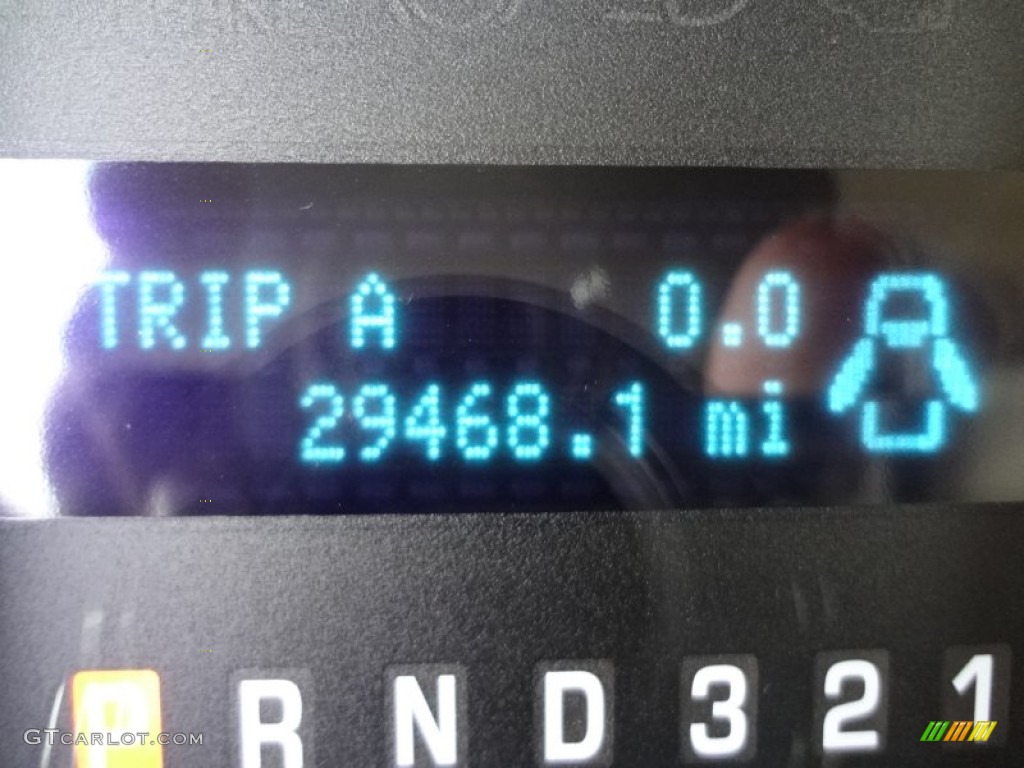 TRIP A 0.0
29468.1 mi
P R N D 3 2 1
GTCARLOT.COM